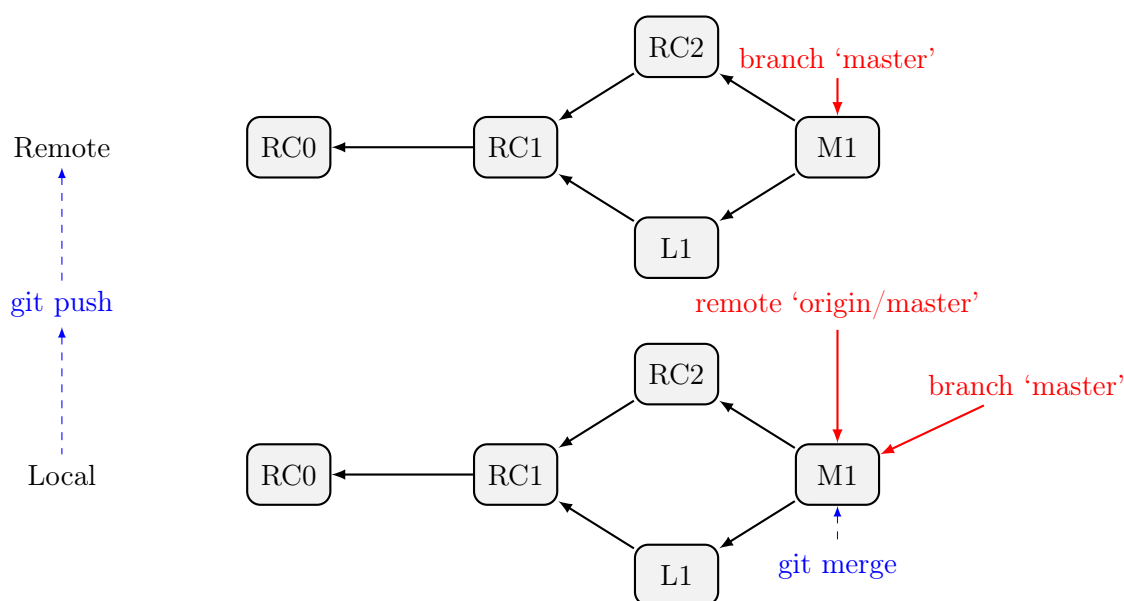 RC2
branch ‘master’
Remote
RC0
RC1
M1
L1
git push
remote ‘origin/master’
RC2
branch ‘master’
Local
RC0
RC1
M1
git merge
L1